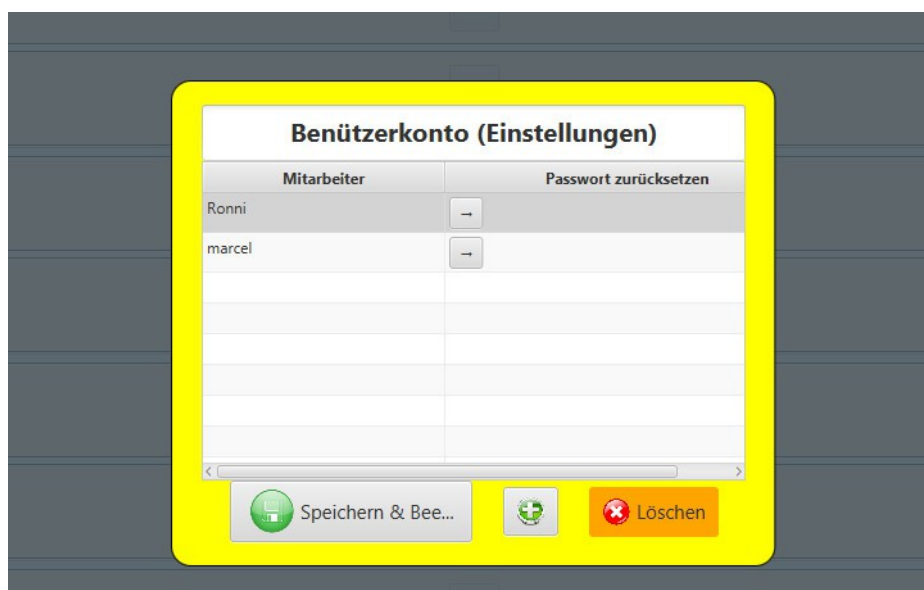 Benützerkonto (Einstellungen)
Mitarbeiter Passwort zurücksetzen
Ronni →
marcel →
Speichern & Bee... Löschen